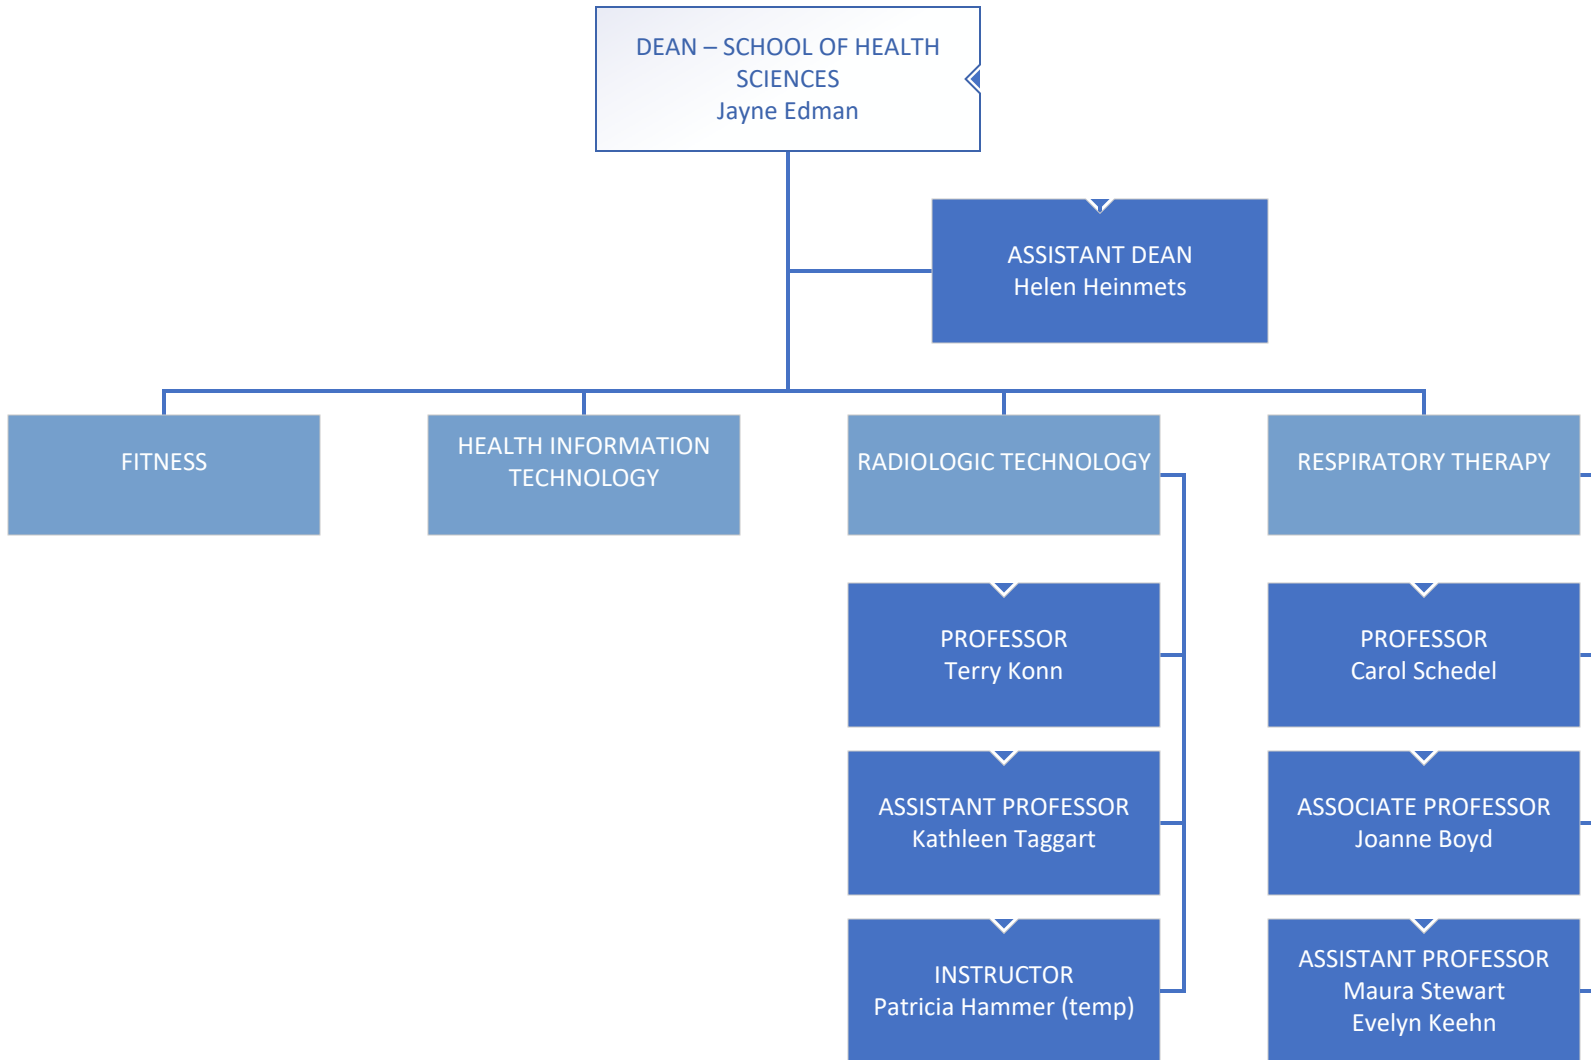 DEAN – SCHOOL OF HEALTH
SCIENCES
Jayne Edman
ASSISTANT DEAN
Helen Heinmets
FITNESS
HEALTH INFORMATION
TECHNOLOGY
RADIOLOGIC TECHNOLOGY
RESPIRATORY THERAPY
PROFESSOR
Terry Konn
PROFESSOR
Carol Schedel
ASSISTANT PROFESSOR
Kathleen Taggart
ASSOCIATE PROFESSOR
Joanne Boyd
INSTRUCTOR
Patricia Hammer (temp)
ASSISTANT PROFESSOR
Maura Stewart
Evelyn Keehn